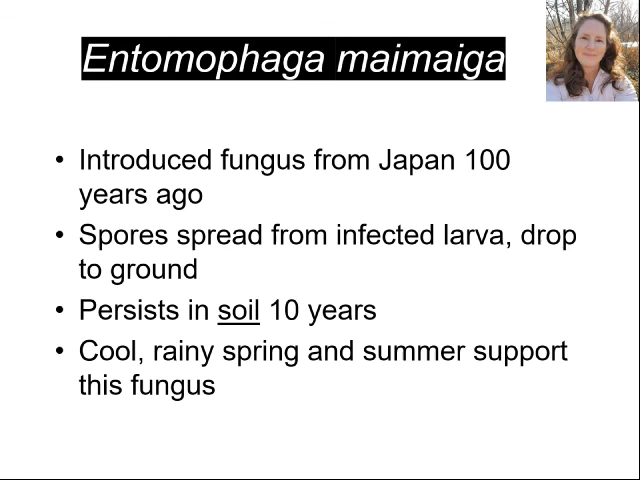 Entomophaga maimaiga
• Introduced fungus from Japan 100
years ago
• Spores spread from infected larva, drop
to ground
• Persists in soil 10 years
• Cool, rainy spring and summer support
this fungus